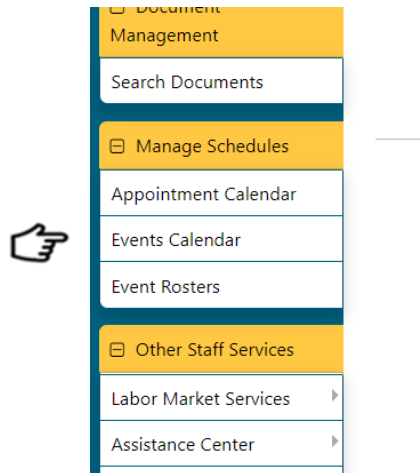 Document
Management
Search Documents
Manage Schedules
Appointment Calendar
Events Calendar
Event Rosters
Other Staff Services
Labor Market Services
Assistance Center